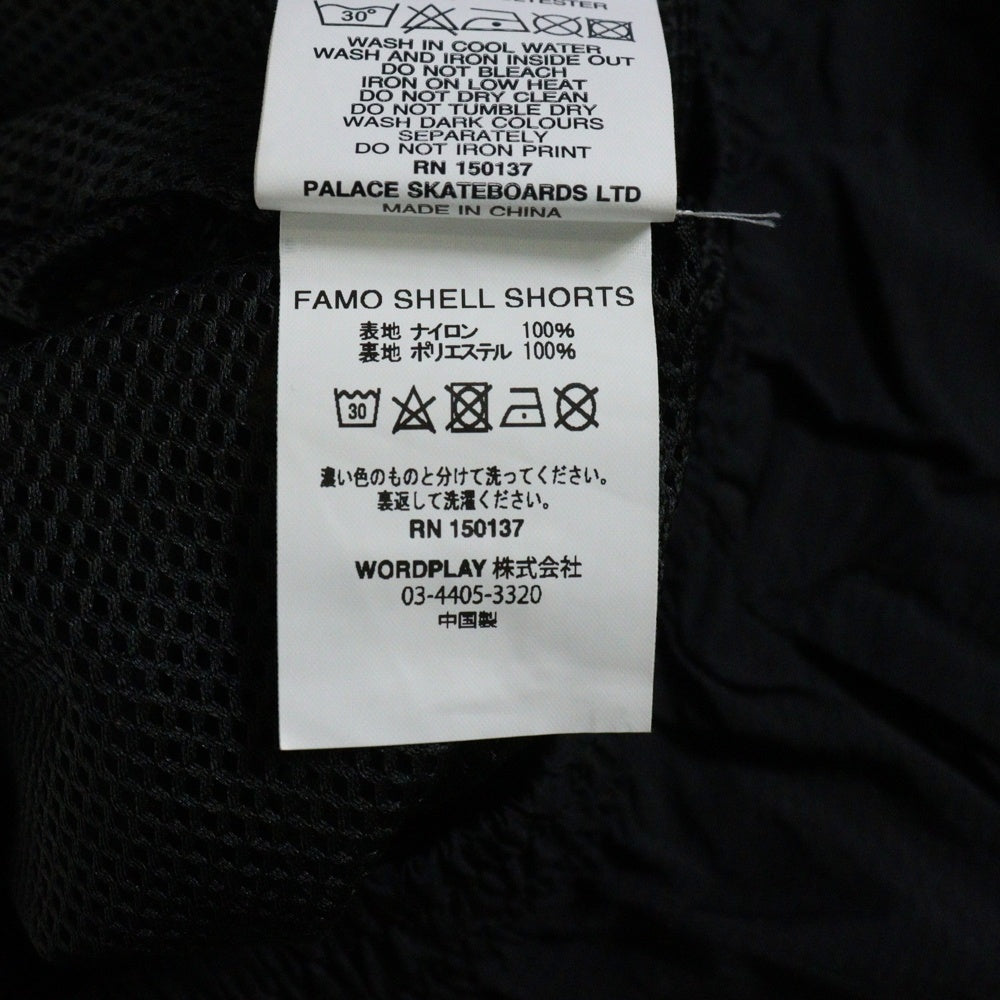 30°
WASH IN COOL WATER
WASH AND IRON INSIDE OUT
DO NOT BLEACH
IRON ON LOW HEAT
DO NOT DRY CLEAN
DO NOT TUMBLE DRY
WASH DARK COLOURS
SEPARATELY
DO NOT IRON PRINT
RN 150137
PALACE SKATEBOARDS LTD
MADE IN CHINA
FAMO SHELL SHORTS
表地 ナイロン 100%
裏地 ポリエステル 100%
30
濃い色のものと分けて洗ってください。
裏返して洗濯ください。
RN 150137
WORDPLAY 株式会社
03-4405-3320
中国製